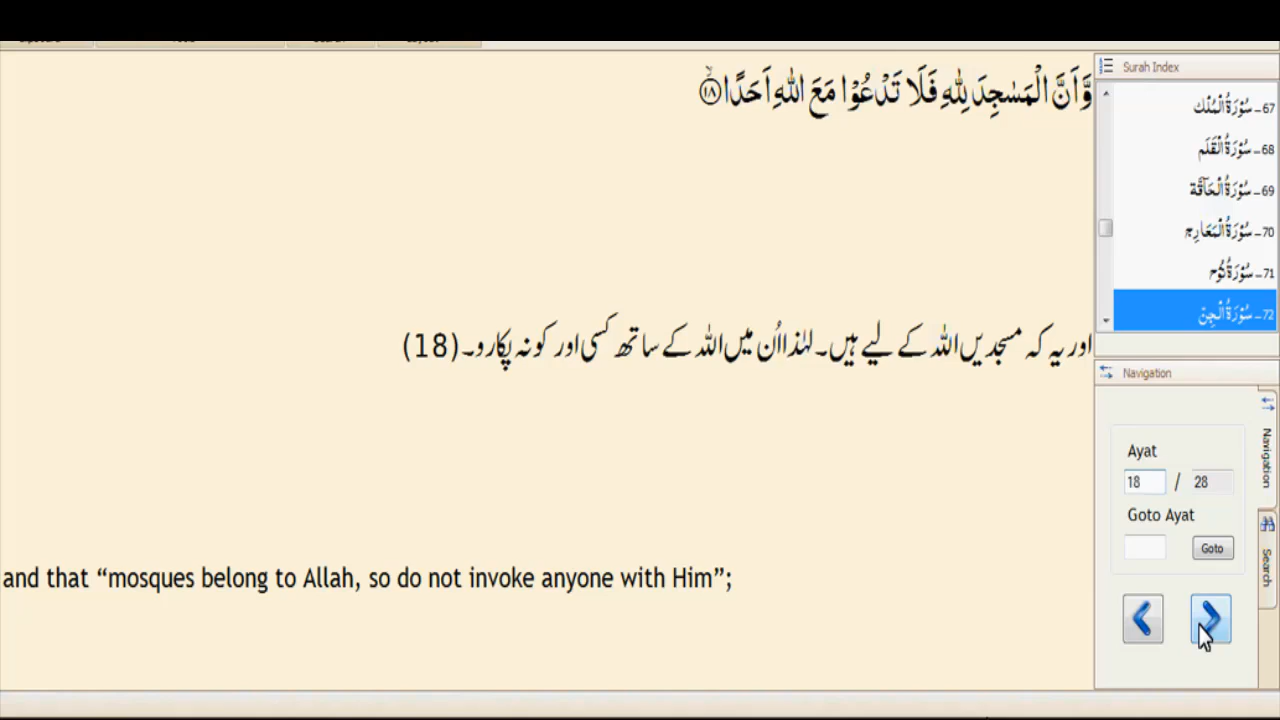 وَّاَنَّ الْمَسٰجِدَ لِلّٰهِ فَلَا تَدْعُوْا مَعَ اللّٰهِ اَحَدًاۙ۝۱۸
اور یہ کہ مسجدیں اللہ کے لیے ہیں۔ لہٰذا اُن میں اللہ کے ساتھ کسی اور کو نہ پکارو۔ (18)
and that “mosques belong to Allah, so do not invoke anyone with Him”;
Surah Index
67۔ سُوْرَۃُ الْمُلْك
68۔ سُوْرَۃُ الْقَلَم
69۔ سُوْرَۃُ الْحَآقَّة
70۔ سُوْرَۃُ الْمَعَارِج
71۔ سُوْرَۃُ نُوْح
72۔ سُوْرَۃُ الْجِنّ
Navigation
Ayat
18 / 28
Goto Ayat
Goto
Navigation
Search